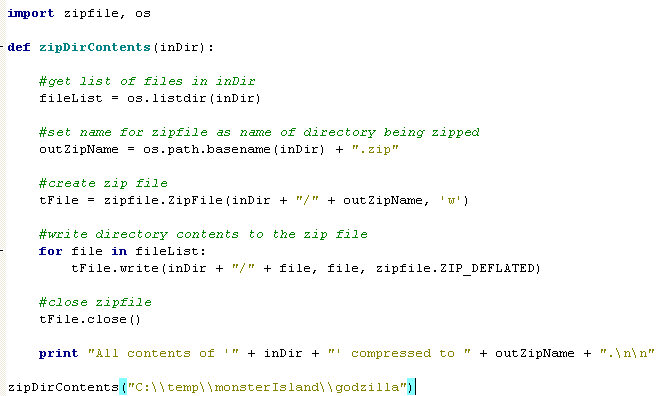 import zipfile, os
def zipDirContents(inDir):
#get list of files in inDir
fileList = os.listdir(inDir)
#set name for zipfile as name of directory being zipped
outZipName = os.path.basename(inDir) + ".zip"
#create zip file
tFile = zipfile.ZipFile(inDir + "/" + outZipName, 'w')
#write directory contents to the zip file
for file in fileList:
tFile.write(inDir + "/" + file, file, zipfile.ZIP_DEFLATED)
#close zipfile
tFile.close()
print "All contents of '" + inDir + "' compressed to " + outZipName + ".\n\n"
zipDirContents("C:\\temp\\monsterIsland\\godzilla")